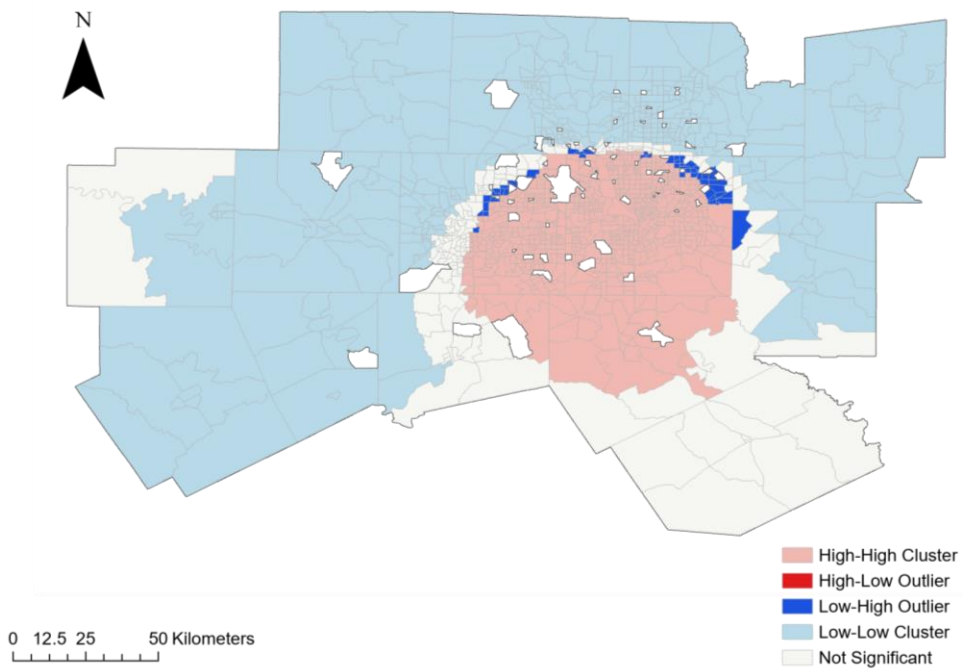 N
High-High Cluster
High-Low Outlier
Low-High Outlier
Low-Low Cluster
Not Significant
0 12.5 25 50 Kilometers